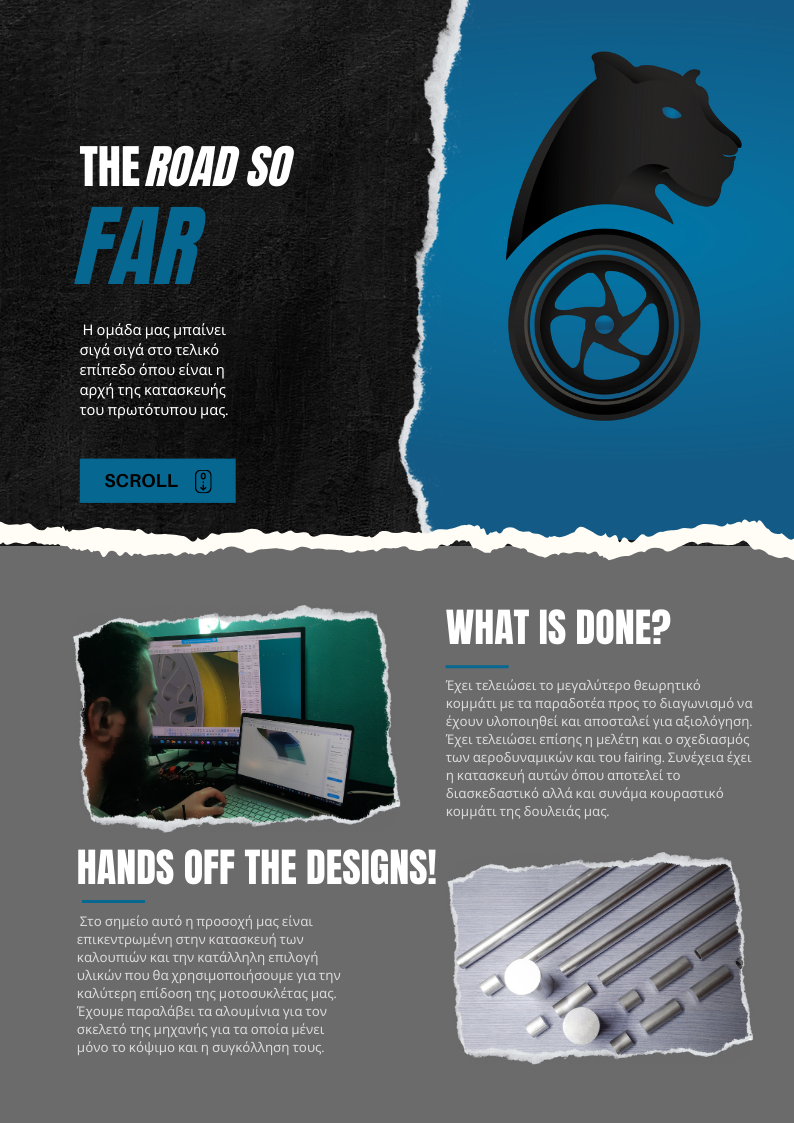 THE ROAD SO
FAR
Η ομάδα μας μπαίνει
σιγά σιγά στο τελικό
επίπεδο όπου είναι η
αρχή της κατασκευής
του πρωτότυπου μας.
SCROLL
WHAT IS DONE?
Έχει τελειώσει το μεγαλύτερο θεωρητικό
κομμάτι με τα παραδοτέα προς το διαγωνισμό να
έχουν υλοποιηθεί και αποσταλεί για αξιολόγηση.
Έχει τελειώσει επίσης η μελέτη και ο σχεδιασμός
των αεροδυναμικών και του fairing. Συνέχεια έχει
η κατασκευή αυτών όπου αποτελεί το
διασκεδαστικό αλλά και συνάμα κουραστικό
κομμάτι της δουλειάς μας.
HANDS OFF THE DESIGNS!
Στο σημείο αυτό η προσοχή μας είναι
επικεντρωμένη στην κατασκευή των
καλουπιών και την κατάλληλη επιλογή
υλικών που θα χρησιμοποιήσουμε για την
καλύτερη επίδοση της μοτοσυκλέτας μας.
Έχουμε παραλάβει τα αλουμίνια για τον
σκελετό της μηχανής για τα οποία μένει
μόνο το κόψιμο και η συγκόλληση τους.